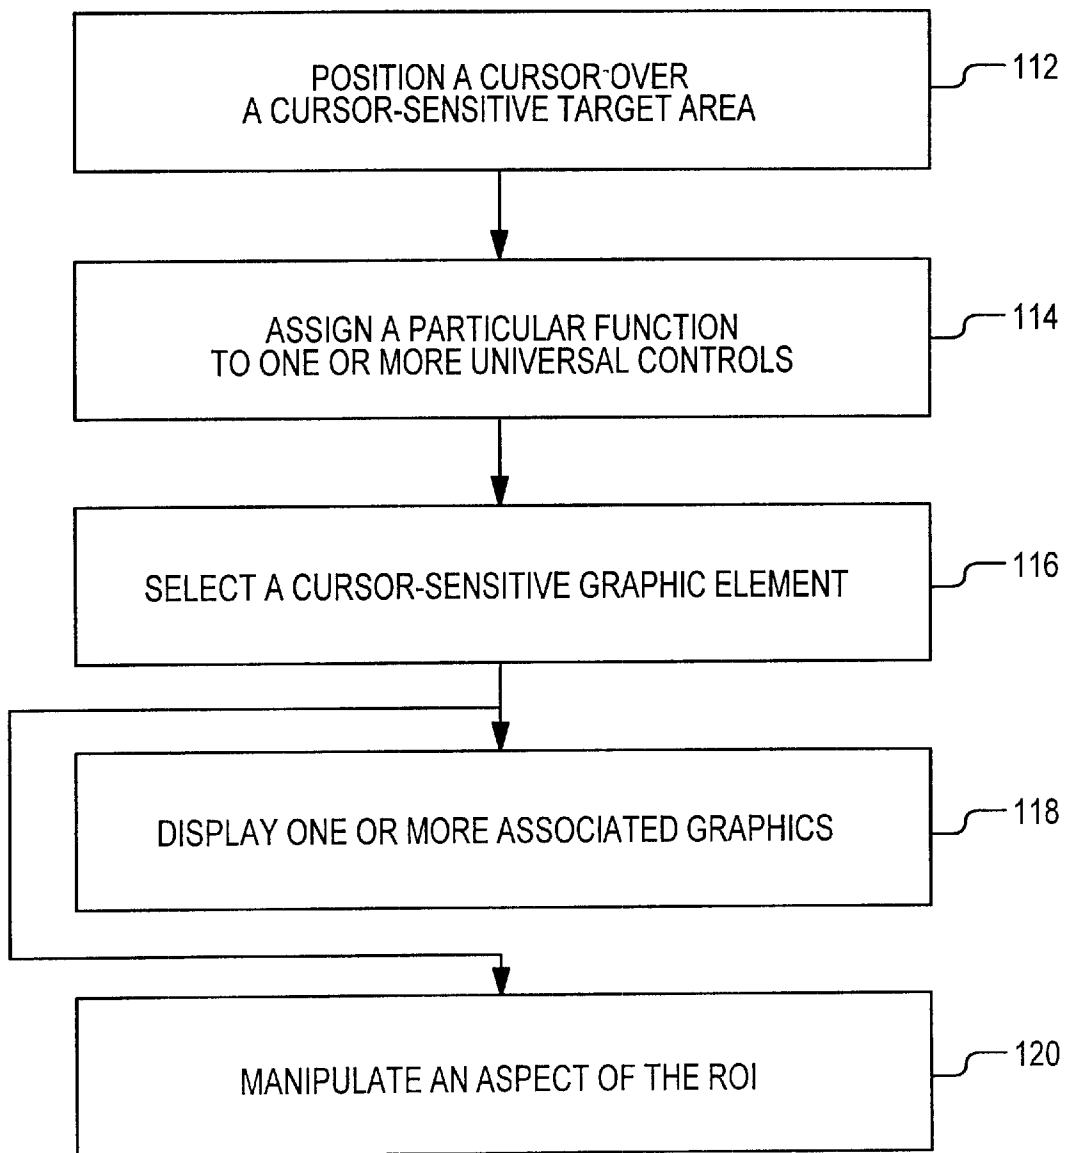 POSITION A CURSOR OVER
A CURSOR-SENSITIVE TARGET AREA
112
ASSIGN A PARTICULAR FUNCTION
TO ONE OR MORE UNIVERSAL CONTROLS
114
SELECT A CURSOR-SENSITIVE GRAPHIC ELEMENT
116
DISPLAY ONE OR MORE ASSOCIATED GRAPHICS
118
MANIPULATE AN ASPECT OF THE ROI
120